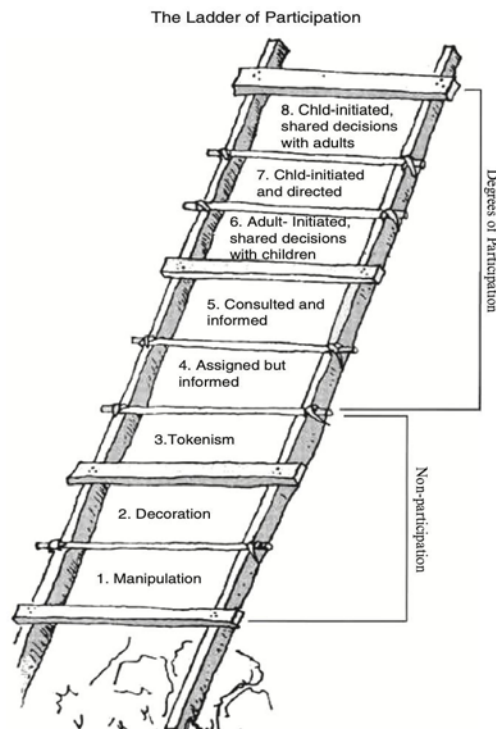 The Ladder of Participation
8. Chld-initiated,
shared decisions
with adults
7. Chld-initiated
and directed
6. Adult- Initiated,
shared decisions
with children
5. Consulted and
informed
4. Assigned but
informed
3.Tokenism
2. Decoration
1. Manipulation
Degrees of Participation
Non-participation